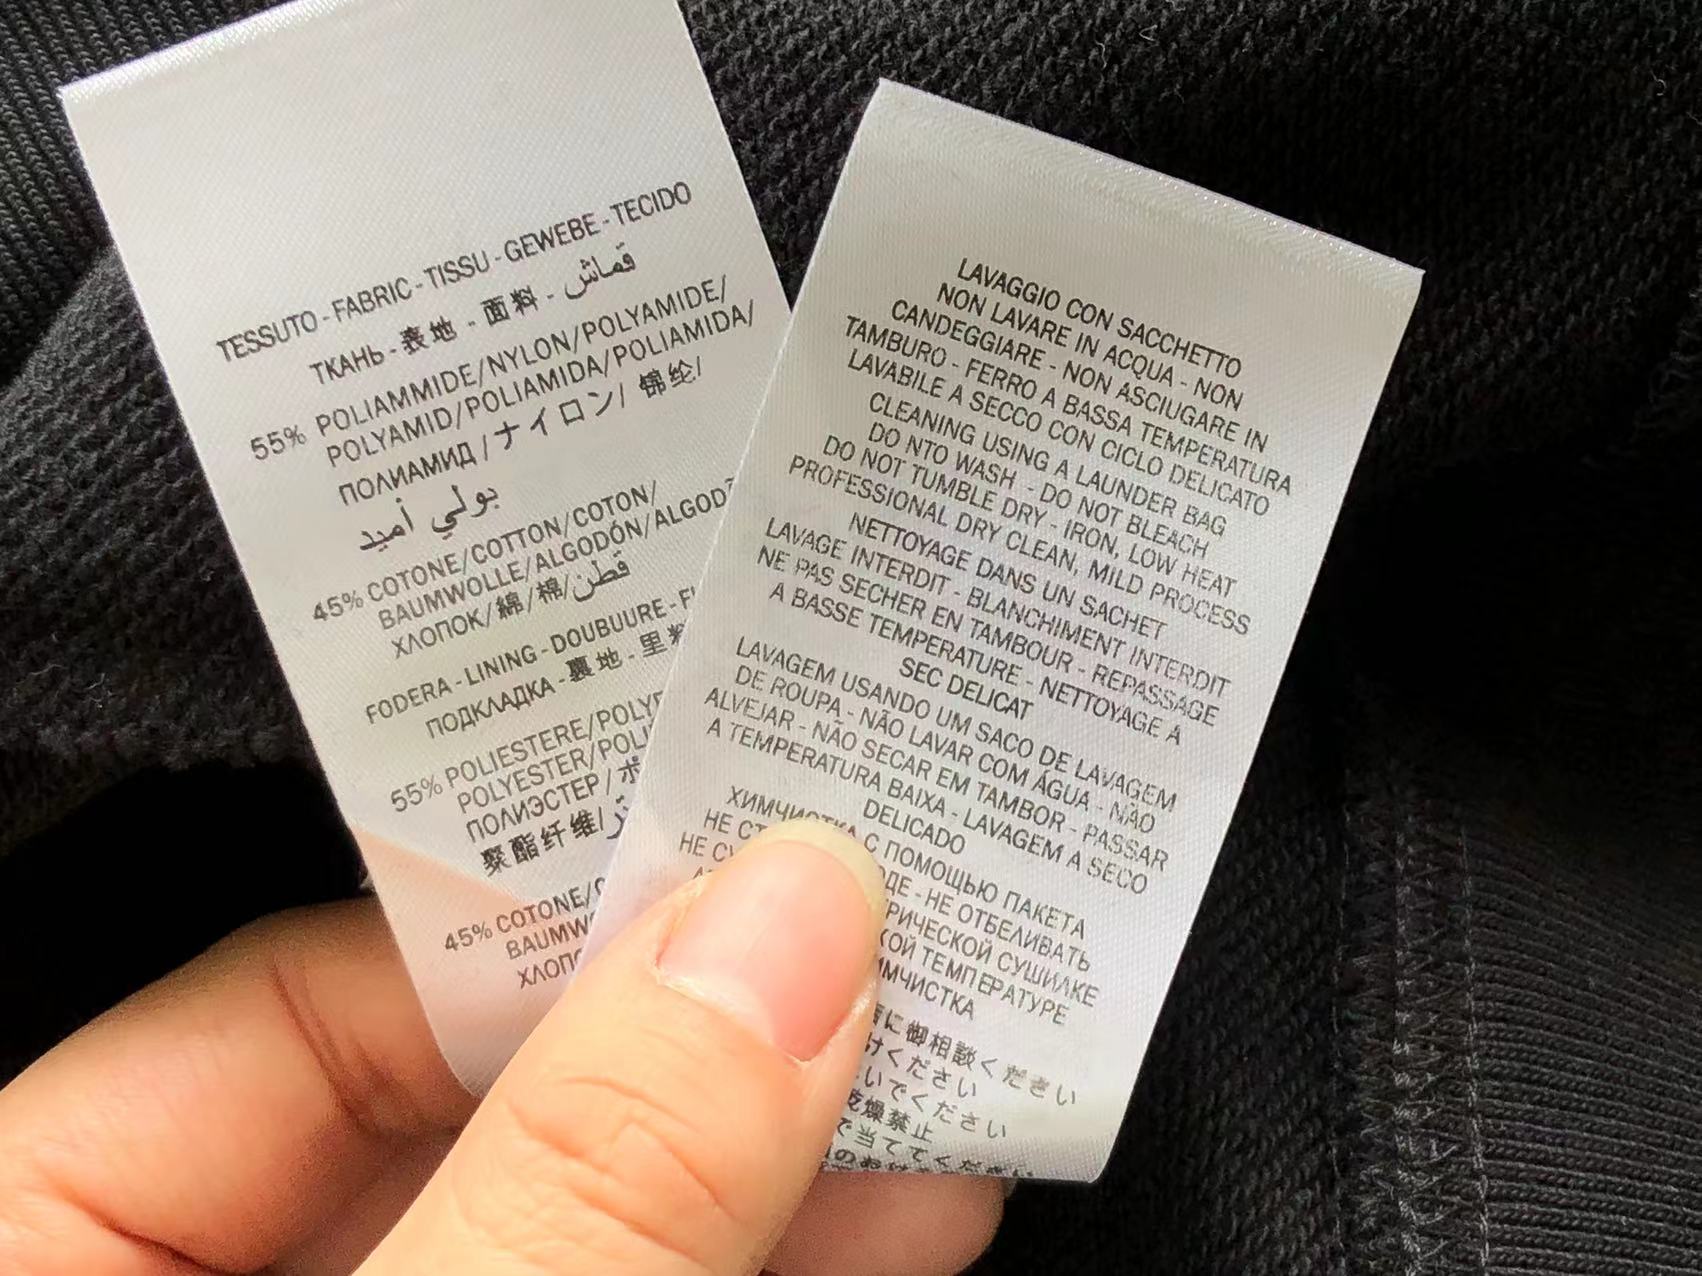 TESSUTO - FABRIC - TISSU - GEWEBE - TECIDO
ТКАНЬ - 表地 - 面料 - قماش
55% POLIAMMIDE/NYLON/POLYAMIDE/
POLYAMID/POLIAMIDA/POLIAMIDA/
ПОЛИАМИД/ナイロン/ 锦纶/
بولي أميد
45% COTONE/COTTON/COTON/
BAUMWOLLE/ALGODÓN/
ХЛОПОК/綿/棉/قطن
FODERA - LINING - DOUBUURE -
ПОДКЛАДКА - 裏地 -
55% POLIESTERE/
POLYESTER/
ПОЛИЭСТЕР/
聚酯纤维/
45% COTONE/
LAVAGGIO CON SACCHETTO
NON LAVARE IN ACQUA - NON
CANDEGGIARE - NON ASCIUGARE IN
TAMBURO - FERRO A BASSA TEMPERATURA
LAVABILE A SECCO CON CICLO DELICATO
CLEANING USING A LAUNDER BAG
DO NTO WASH - DO NOT BLEACH
DO NOT TUMBLE DRY - IRON, LOW HEAT
PROFESSIONAL DRY CLEAN, MILD PROCESS
NETTOYAGE DANS UN SACHET
LAVAGE INTERDIT - BLANCHIMENT INTERDIT
NE PAS SECHER EN TAMBOUR - REPASSAGE
A BASSE TEMPERATURE - NETTOYAGE A
SEC DELICAT
LAVAGEM USANDO UM SACO DE LAVAGEM
DE ROUPA - NÃO LAVAR COM ÁGUA - NÃO
ALVEJAR - NÃO SECAR EM TAMBOR - PASSAR
A TEMPERATURA BAIXA - LAVAGEM A SECO
DELICADO
ХИМЧИСТКА С ПОМОЩЬЮ ПАКЕТА
НЕ - НЕ ОТБЕЛИВАТЬ
НЕ СУШИЛКЕ
ТЕМПЕРАТУРЕ
に御相談ください
ください
いでください
乾燥禁止
で当ててください